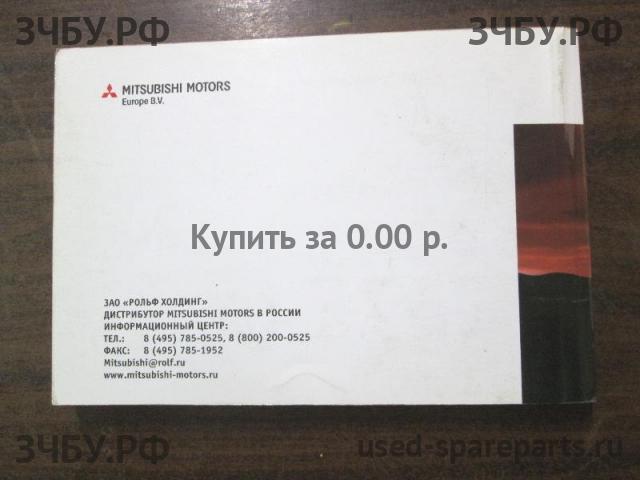 ЗЧБУ.РФ
ЗЧБУ.РФ
MITSUBISHI MOTORS
Europe B.V.
Купить за 0.00 р.
ЗАО «РОЛЬФ ХОЛДИНГ»
ДИСТРИБУТОР MITSUBISHI MOTORS В РОССИИ
ИНФОРМАЦИОННЫЙ ЦЕНТР:
ТЕЛ.: 8 (495) 785-0525, 8 (800) 200-0525
ФАКС: 8 (495) 785-1952
Mitsubishi@rolf.ru
www.mitsubishi-motors.ru
ЗЧБУ.РФ
used-spareparts.ru